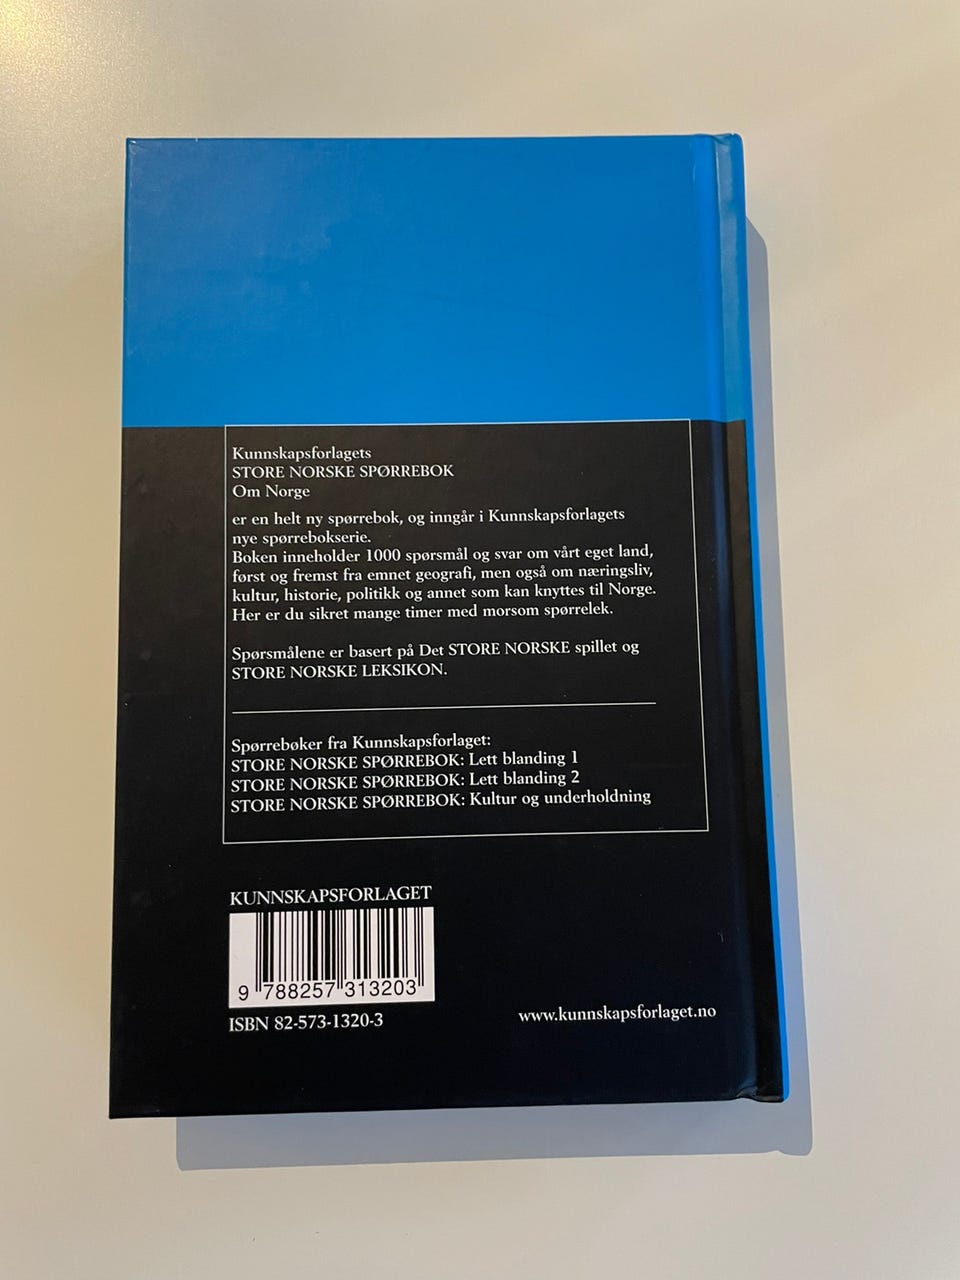 Kunnskapsforlagets
STORE NORSKE SPØRREBOK
Om Norge
er en helt ny spørrebok, og inngår i Kunnskapsforlagets
nye spørrebokserie.
Boken inneholder 1000 spørsmål og svar om vårt eget land,
først og fremst fra emnet geografi, men også om næringsliv,
kultur, historie, politikk og annet som kan knyttes til Norge.
Her er du sikret mange timer med morsom spørrelek.
Spørsmålene er basert på Det STORE NORSKE spillet og
STORE NORSKE LEKSIKON.
Spørrebøker fra Kunnskapsforlaget:
STORE NORSKE SPØRREBOK: Lett blanding 1
STORE NORSKE SPØRREBOK: Lett blanding 2
STORE NORSKE SPØRREBOK: Kultur og underholdning
KUNNSKAPSFORLAGET
9 788257 313203
ISBN 82-573-1320-3
www.kunnskapsforlaget.no